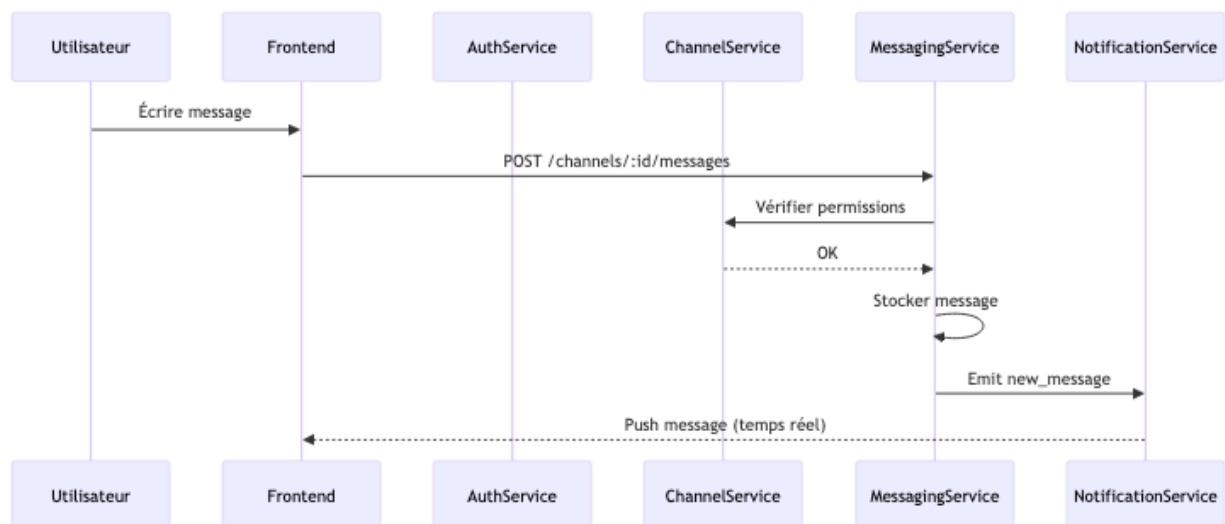 Utilisateur Frontend AuthService ChannelService MessagingService NotificationService
Écrire message
POST /channels/:id/messages
Vérifier permissions
OK
Stocker message
Emit new_message
Push message (temps réel)
Utilisateur Frontend AuthService ChannelService MessagingService NotificationService